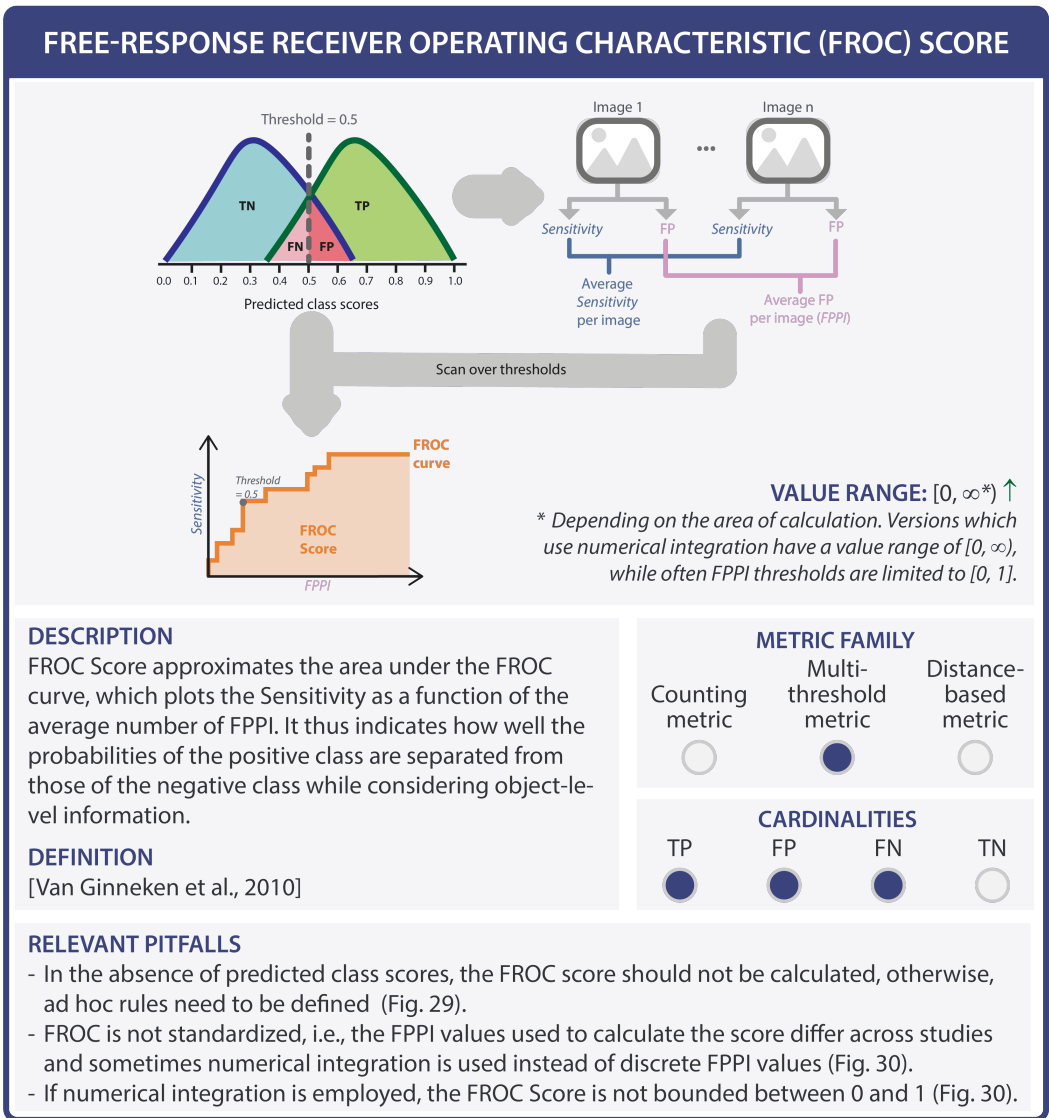 FREE-RESPONSE RECEIVER OPERATING CHARACTERISTIC (FROC) SCORE
Threshold = 0.5
TN
TP
FN
FP
0.0 0.1 0.2 0.3 0.4 0.5 0.6 0.7 0.8 0.9 1.0
Predicted class scores
Image 1
...
Image n
Sensitivity
FP
Sensitivity
FP
Average
Sensitivity
per image
Average FP
per image (FPPI)
Scan over thresholds
Sensitivity
Threshold
= 0.5
FROC
curve
FROC
Score
FPPI
VALUE RANGE: [0, ∞*) ↑
* Depending on the area of calculation. Versions which
use numerical integration have a value range of [0, ∞),
while often FPPI thresholds are limited to [0, 1].
DESCRIPTION
FROC Score approximates the area under the FROC
curve, which plots the Sensitivity as a function of the
average number of FPPI. It thus indicates how well the
probabilities of the positive class are separated from
those of the negative class while considering object-le-
vel information.
DEFINITION
[Van Ginneken et al., 2010]
METRIC FAMILY
Counting
metric
Multi-
threshold
metric
Distance-
based
metric
CARDINALITIES
TP FP FN TN
RELEVANT PITFALLS
- In the absence of predicted class scores, the FROC score should not be calculated, otherwise,
ad hoc rules need to be defined (Fig. 29).
- FROC is not standardized, i.e., the FPPI values used to calculate the score differ across studies
and sometimes numerical integration is used instead of discrete FPPI values (Fig. 30).
- If numerical integration is employed, the FROC Score is not bounded between 0 and 1 (Fig. 30).